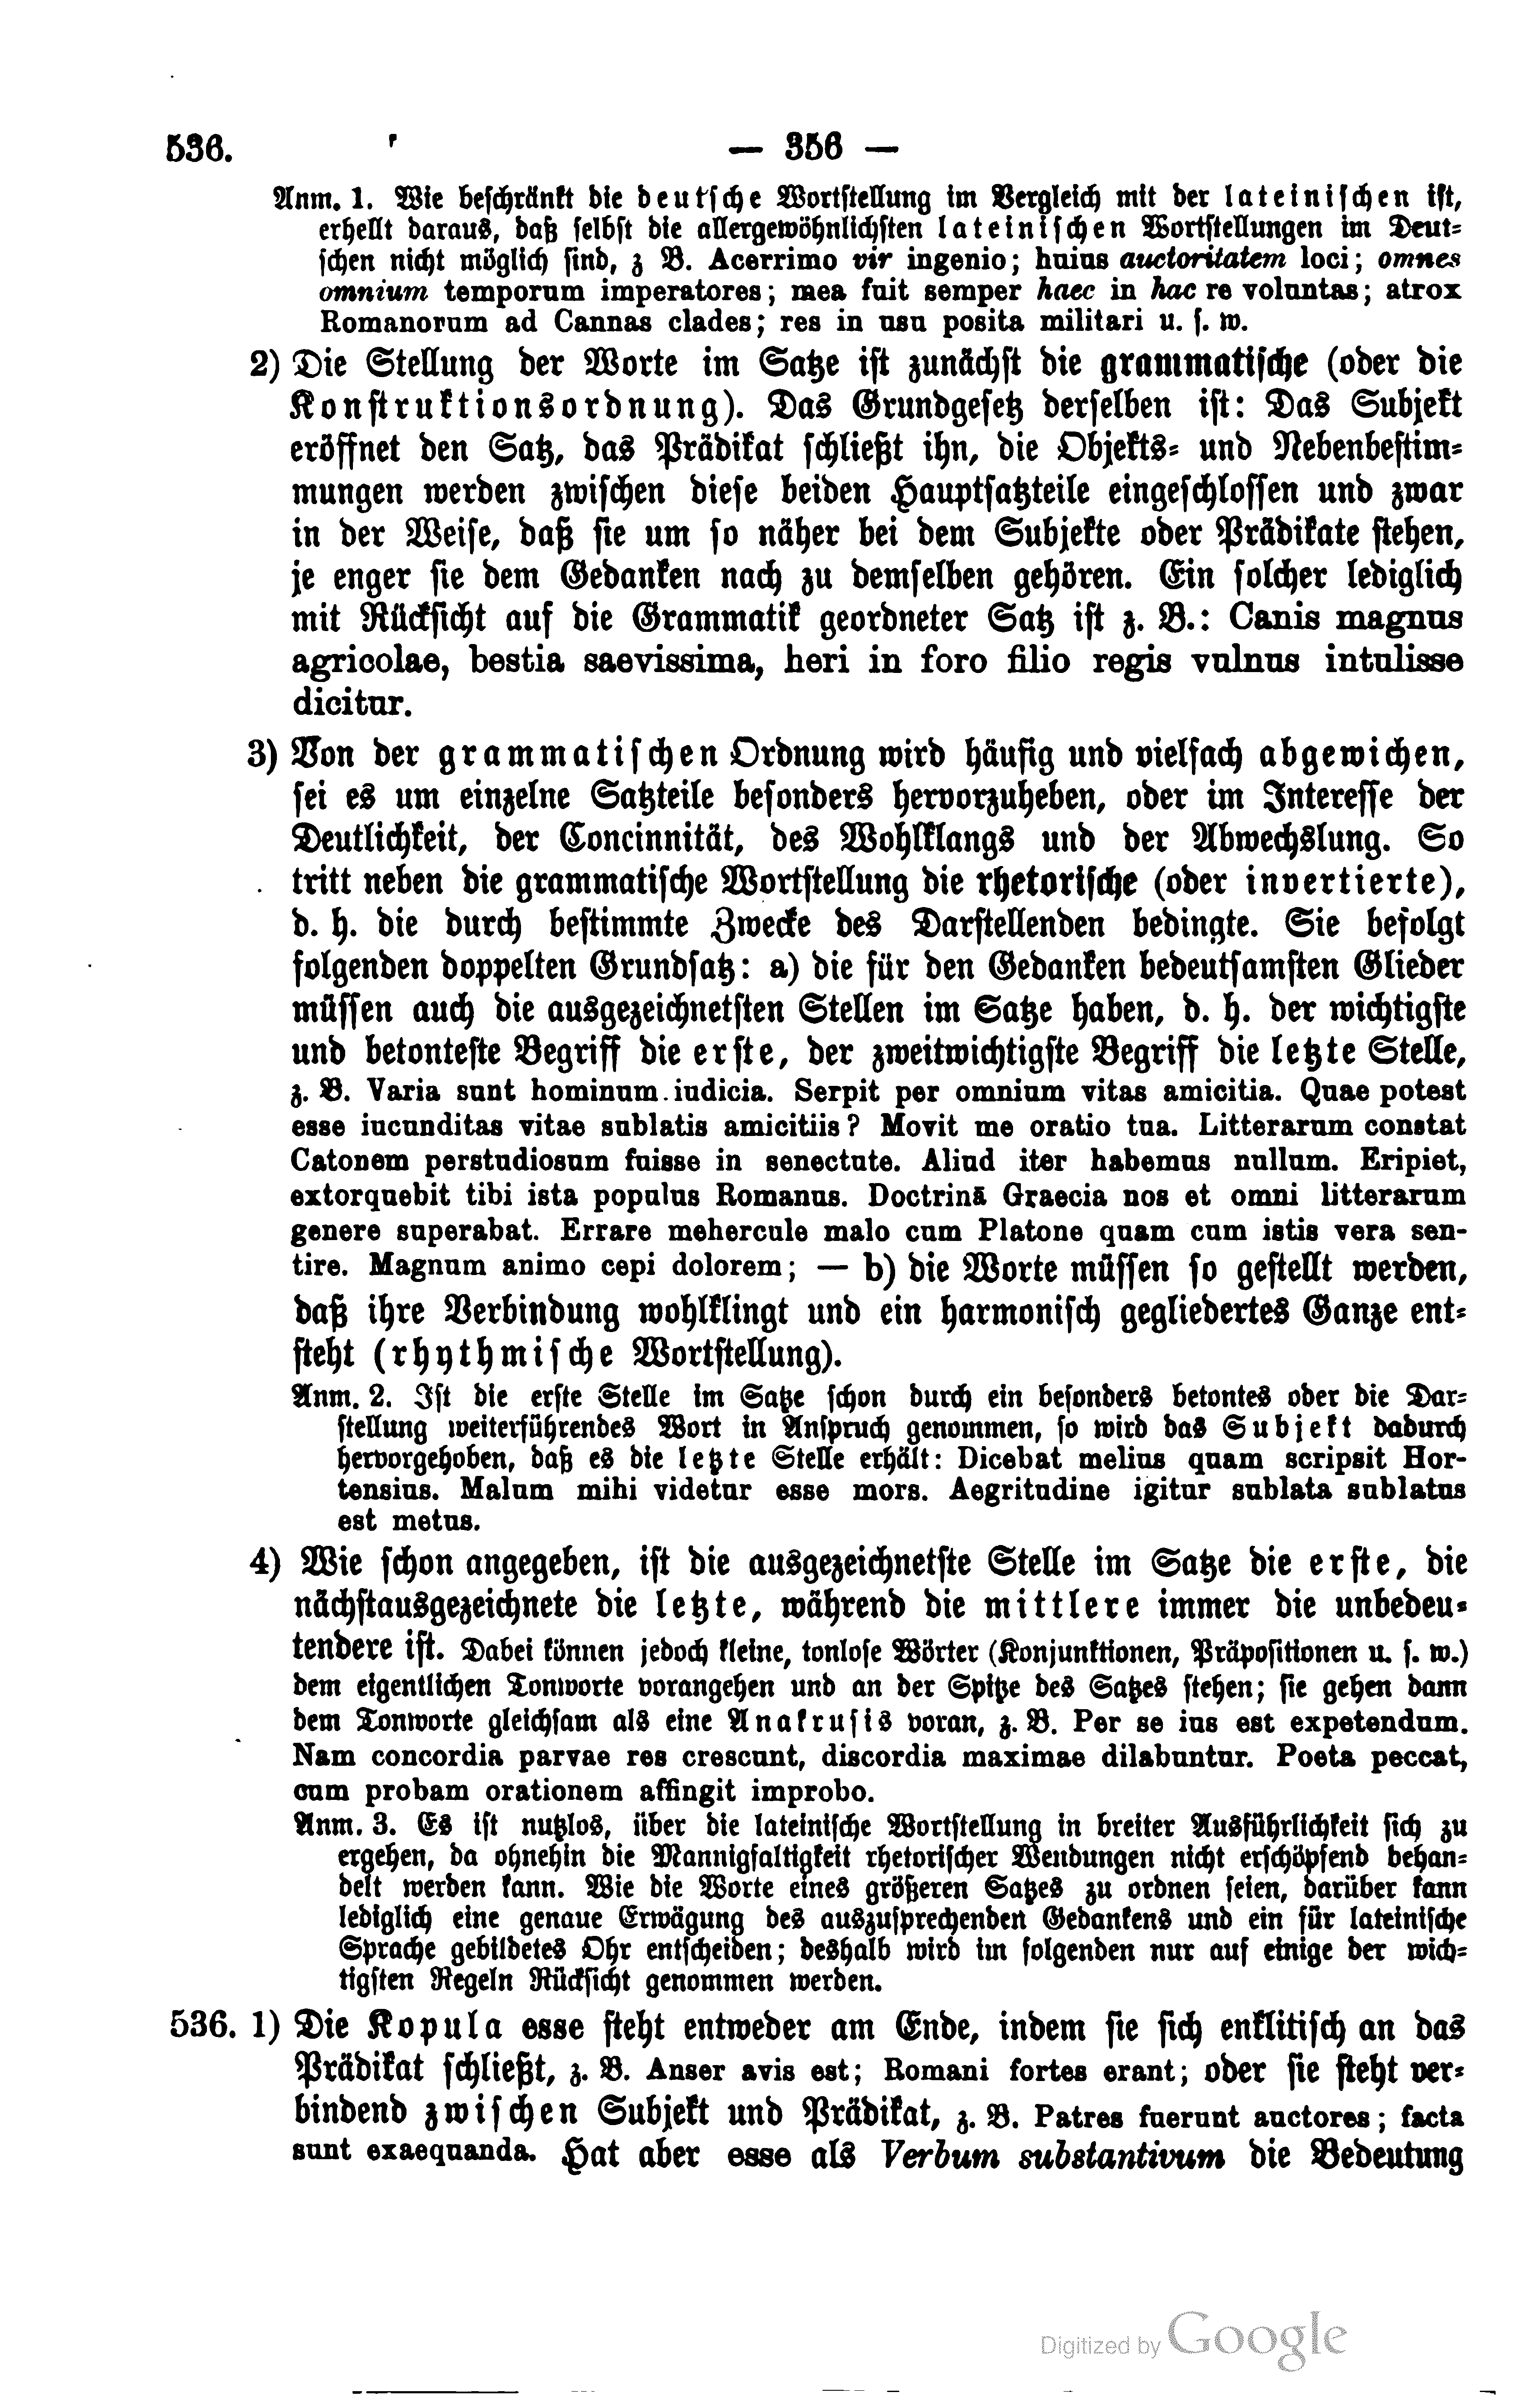 536. — 356 —
Anm. 1. Wie beschränkt die deutsche Wortstellung im Vergleich mit der lateinischen ist,
erhellt daraus, daß selbst die allergewöhnlichsten lateinischen Wortstellungen im Deut-
schen nicht möglich sind, z B. Acerrimo vir ingenio; huius auctoritatem loci; omnes
omnium temporum imperatores; mea fuit semper haec in hac re voluntas; atrox
Romanorum ad Cannas clades; res in usu posita militari u. s. w.
2) Die Stellung der Worte im Satze ist zunächst die grammatische (oder die
Konstruktionsordnung). Das Grundgesetz derselben ist: Das Subjekt
eröffnet den Satz, das Prädikat schließt ihn, die Objekts- und Nebenbestim-
mungen werden zwischen diese beiden Hauptsatzteile eingeschlossen und zwar
in der Weise, daß sie um so näher bei dem Subjekte oder Prädikate stehen,
je enger sie dem Gedanken nach zu demselben gehören. Ein solcher lediglich
mit Rücksicht auf die Grammatik geordneter Satz ist z. B.: Canis magnus
agricolae, bestia saevissima, heri in foro filio regis vulnus intulisse
dicitur.
3) Von der grammatischen Ordnung wird häufig und vielfach abgewichen,
sei es um einzelne Satzteile besonders hervorzuheben, oder im Interesse der
Deutlichkeit, der Concinnität, des Wohlklangs und der Abwechslung. So
tritt neben die grammatische Wortstellung die rhetorische (oder invertierte),
d. h. die durch bestimmte Zwecke des Darstellenden bedingte. Sie befolgt
folgenden doppelten Grundsatz: a) die für den Gedanken bedeutsamsten Glieder
müssen auch die ausgezeichnetsten Stellen im Satze haben, d. h. der wichtigste
und betonteste Begriff die erste, der zweitwichtigste Begriff die letzte Stelle,
z. B. Varia sunt hominum iudicia. Serpit per omnium vitas amicitia. Quae potest
esse iucunditas vitae sublatis amicitiis? Movit me oratio tua. Litterarum constat
Catonem perstudiosum fuisse in senectute. Aliud iter habemus nullum. Eripiet,
extorquebit tibi ista populus Romanus. Doctrinā Graecia nos et omni litterarum
genere superabat. Errare mehercule malo cum Platone quam cum istis vera sen-
tire. Magnum animo cepi dolorem; — b) die Worte müssen so gestellt werden,
daß ihre Verbindung wohlklingt und ein harmonisch gegliedertes Ganze ent-
steht (rhythmische Wortstellung).
Anm. 2. Ist die erste Stelle im Satze schon durch ein besonders betontes oder die Dar-
stellung weiterführendes Wort in Anspruch genommen, so wird das Subjekt dadurch
hervorgehoben, daß es die letzte Stelle erhält: Dicebat melius quam scripsit Hor-
tensius. Malum mihi videtur esse mors. Aegritudine igitur sublata sublatus
est metus.
4) Wie schon angegeben, ist die ausgezeichnetste Stelle im Satze die erste, die
nächstausgezeichnete die letzte, während die mittlere immer die unbedeu-
tendere ist. Dabei können jedoch kleine, tonlose Wörter (Konjunktionen, Präpositionen u. s. w.)
dem eigentlichen Tonworte vorangehen und an der Spitze des Satzes stehen; sie gehen dann
dem Tonworte gleichsam als eine Anakrusis voran, z. B. Per se ius est expetendum.
Nam concordia parvae res crescunt, discordia maximae dilabuntur. Poeta peccat,
cum probam orationem affingit improbo.
Anm. 3. Es ist nutzlos, über die lateinische Wortstellung in breiter Ausführlichkeit sich zu
ergehen, da ohnehin die Mannigfaltigkeit rhetorischer Wendungen nicht erschöpfend behan-
delt werden kann. Wie die Worte eines größeren Satzes zu ordnen seien, darüber kann
lediglich eine genaue Erwägung des auszusprechenden Gedankens und ein für lateinische
Sprache gebildetes Ohr entscheiden; deshalb wird im folgenden nur auf einige der wich-
tigsten Regeln Rücksicht genommen werden.
536. 1) Die Kopula esse steht entweder am Ende, indem sie sich enklitisch an das
Prädikat schließt, z. B. Anser avis est; Romani fortes erant; oder sie steht ver-
bindend zwischen Subjekt und Prädikat, z. B. Patres fuerunt auctores; facta
sunt exaequanda. Hat aber esse als Verbum substantivum die Bedeutung
Digitized by Google